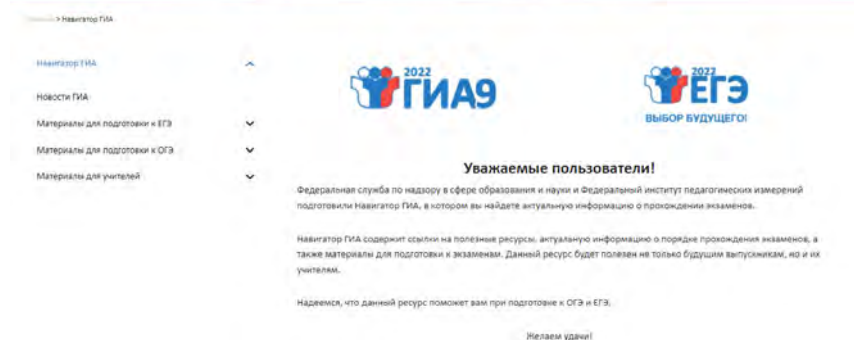 > Навигатор ГИА
Навигатор ГИА
Новости ГИА
Материалы для подготовки к ЕГЭ
Материалы для подготовки к ОГЭ
Материалы для учителей
2022
ГИА9
2022
ЕГЭ
ВЫБОР БУДУЩЕГО!
Уважаемые пользователи!
Федеральная служба по надзору в сфере образования и науки и Федеральный институт педагогических измерений
подготовили Навигатор ГИА, в котором вы найдете актуальную информацию о прохождении экзаменов.
Навигатор ГИА содержит ссылки на полезные ресурсы, актуальную информацию о порядке прохождения экзаменов, а
также материалы для подготовки к экзаменам. Данный ресурс будет полезен не только будущим выпускникам, но и их
учителям.
Надеемся, что данный ресурс поможет вам при подготовке к ОГЭ и ЕГЭ.
Желаем удачи!